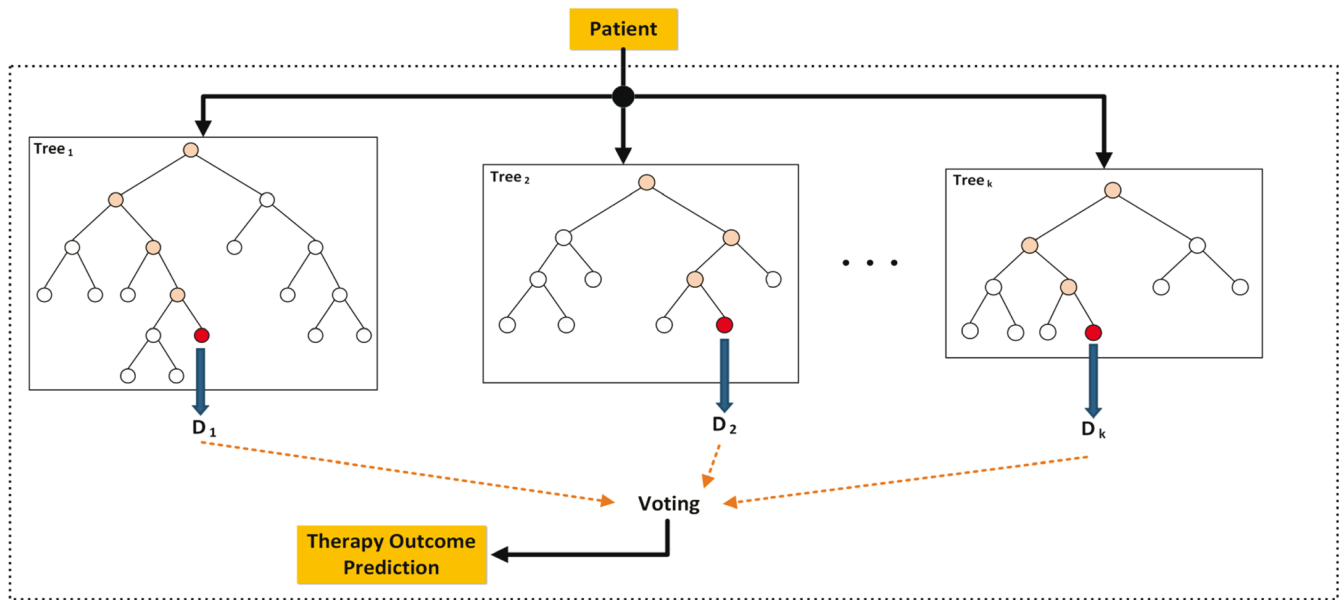 Patient
Tree 1
Tree 2
Tree k
. . .
D 1
D 2
D k
Voting
Therapy Outcome
Prediction